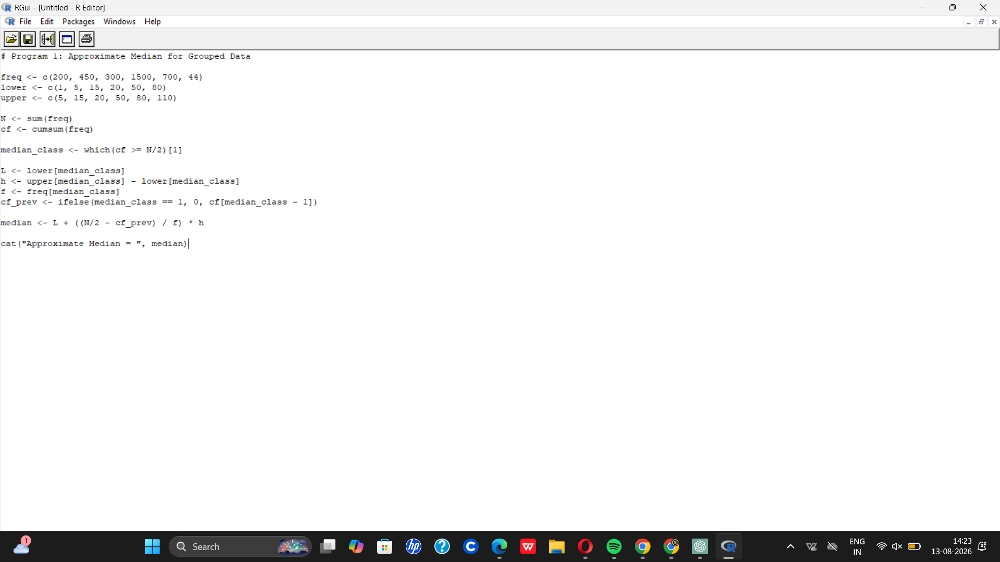 RGui - [Untitled - R Editor]
File Edit Packages Windows Help
# Program 1: Approximate Median for Grouped Data
freq <- c(200, 450, 300, 1500, 700, 44)
lower <- c(1, 5, 15, 20, 50, 80)
upper <- c(5, 15, 20, 50, 80, 110)
N <- sum(freq)
cf <- cumsum(freq)
median_class <- which(cf >= N/2)[1]
L <- lower[median_class]
h <- upper[median_class] - lower[median_class]
f <- freq[median_class]
cf_prev <- ifelse(median_class == 1, 0, cf[median_class - 1])
median <- L + ((N/2 - cf_prev) / f) * h
cat("Approximate Median = ", median)
1
Search
hp
?
C
W
ENG
IN
14:23
13-08-2026